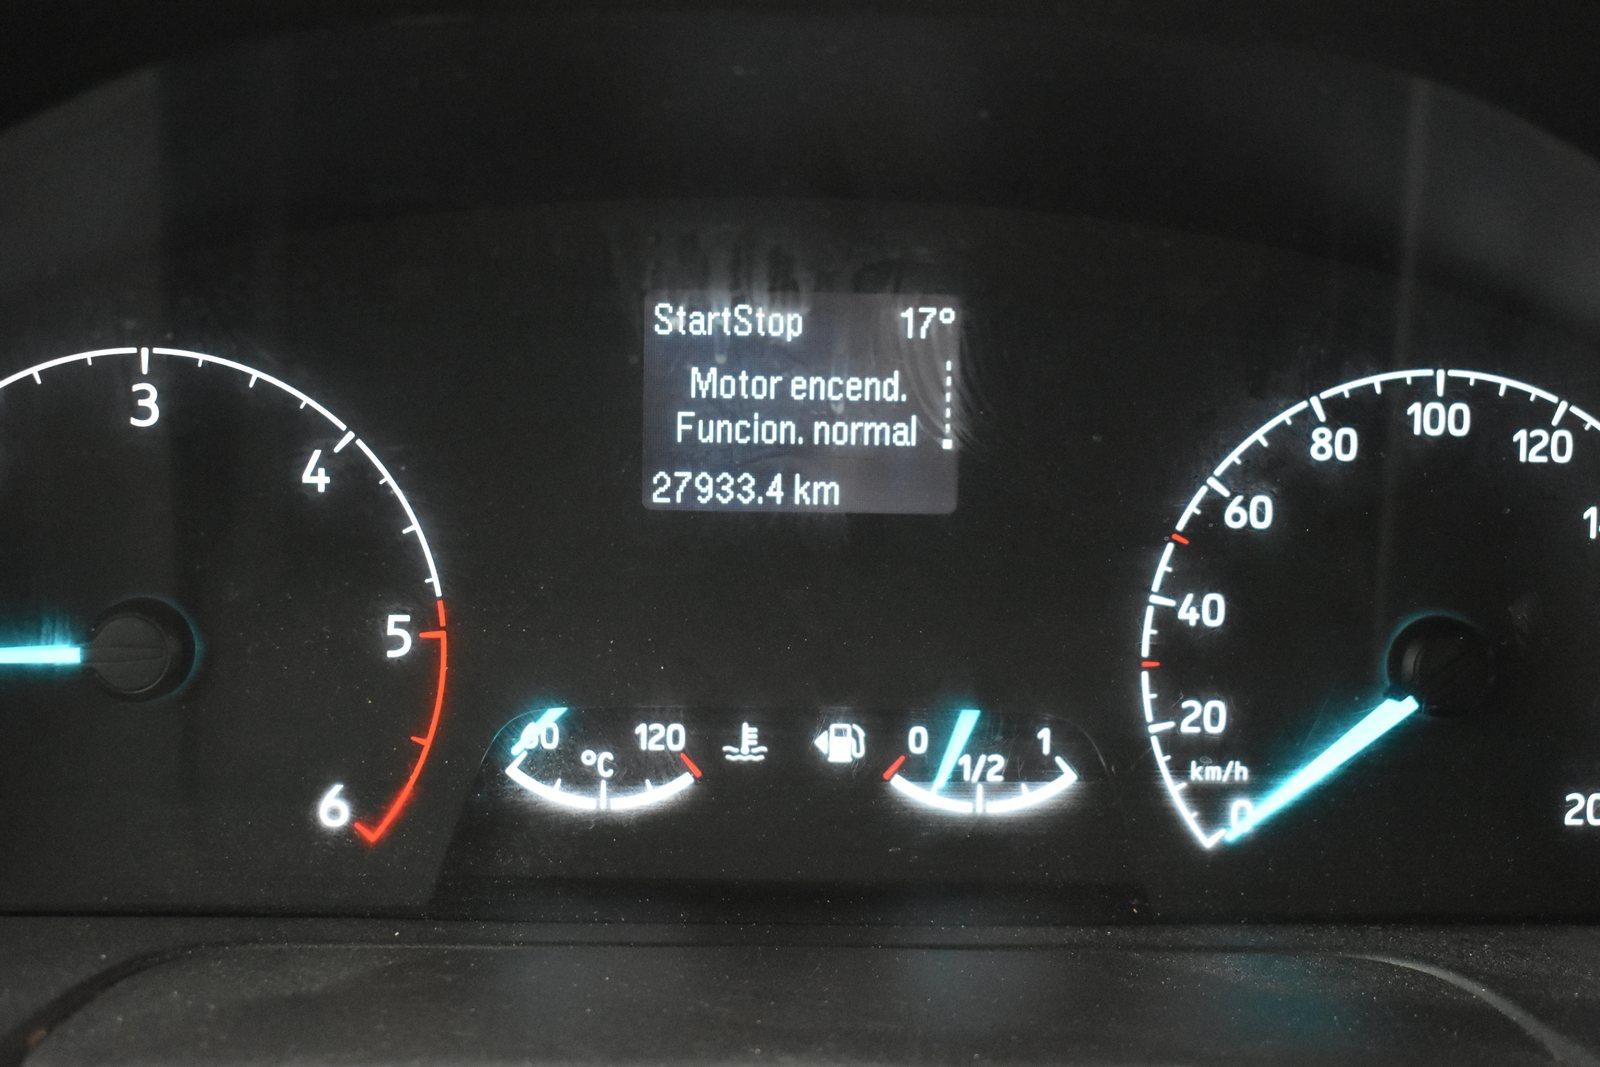 StartStop 17°
Motor encend.
Funcion. normal
27933.4 km
3
4
5
6
60 120
°C
0 1
1/2
100
80 120
60
40
20
km/h
0